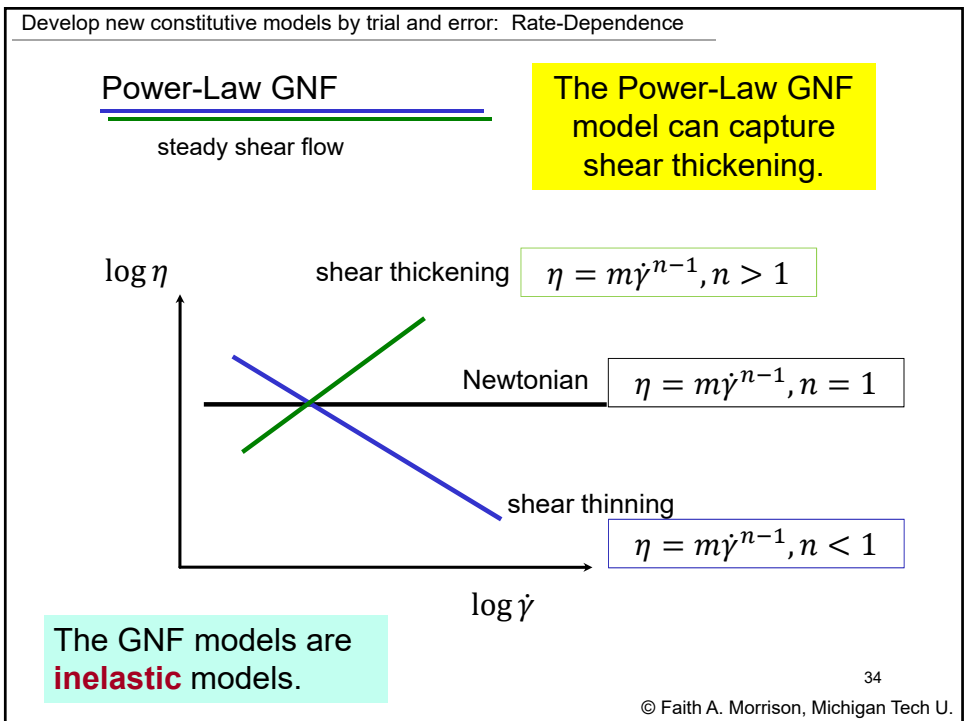 Develop new constitutive models by trial and error:  Rate-Dependence
Power-Law GNF
steady shear flow
The Power-Law GNF
model can capture
shear thickening.
log η
shear thickening
η = mγ̇ⁿ⁻¹, n > 1
Newtonian
η = mγ̇ⁿ⁻¹, n = 1
shear thinning
η = mγ̇ⁿ⁻¹, n < 1
log γ̇
The GNF models are
inelastic models.
34
© Faith A. Morrison, Michigan Tech U.